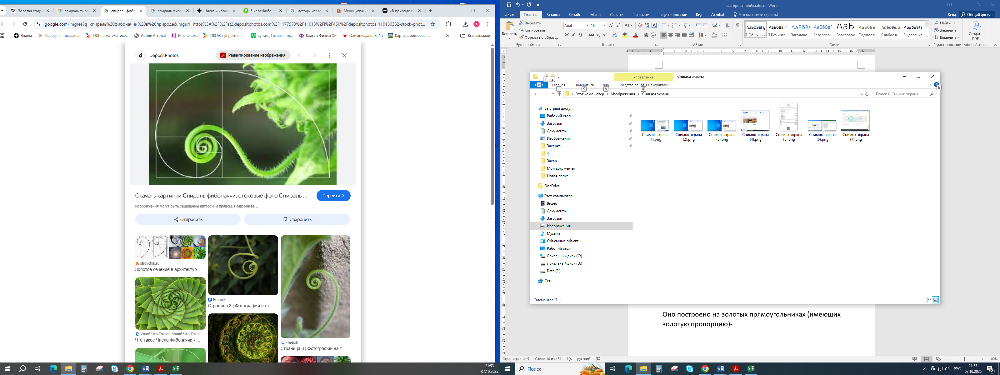 Золотая спира
спираль фибо
спираль фибо
спираль фибо
Числа Фибона
Числа Фибона
методы иссле
Муниципальн
«В природе н
google.com/imgres?q=спираль%20фибоначчи%20в%20природе&imgurl=https%3A%2F%2Fst2.depositphotos.com%2F1177973%2F11013%2Fi%2F450%2Fdepositphotos_110130332-stock-phot...
Яндекс
Передача показан...
ГДЗ по математике...
Adobe Acrobat
Моя школа
ГДЗ §3 / упражнен...
купить, Газовая пр...
Классы Физтех XXI
Олимпиада онлайн
Карта землетрясен...
Все закладки
DepositPhotos
Редактирование изображения
Скачать картинки Спираль фибоначчи, стоковые фото Спираль ...
Перейти
Изображения могут быть защищены авторским правом. Подробнее...
Отправить
Сохранить
stroychik.ru
Золотое сечение в архитектур...
Freepik
Страница 3 | Фотографии на т...
Узнай Что Такое - Узнай Что Такое
Что такое Числа Фибоначчи - ...
Freepik
Страница 3 | Фотографии на т...
21:53
07.10.2025
Пифаго́рова тро́йка.docx - Word
Файл Главная Вставка Дизайн Макет Ссылки Рассылки Рецензирование Вид Acrobat Что вы хотите сделать? Вход Общий доступ
Вставить
Вырезать
Копировать
Формат по образцу
Буфер обмена
Arial 18
Шрифт
Абзац
АаБбВвГг, АаБбВвГг, АаБбВі АаБбВвГ АаЬ АаБбВвГ АаБбВвГг АаБбВвГг
¶ Обычный ¶ Без инте... Заголово... Заголово... Заголовок Подзагол... Слабое в... Выделение
Стили
Найти
Заменить
Выделить
Редактирование
Создать
PDF
Adobe Acrobat
Управление
Снимки экрана
Главная Поделиться Вид Средства работы с рисунками
Этот компьютер Изображения Снимки экрана
Поиск в: Снимки экрана
Быстрый доступ
Рабочий стол
Загрузки
Документы
Изображения
Захарка
4
Захар
Мои документы
Новая папка
OneDrive
Этот компьютер
Видео
Документы
Загрузки
Изображения
Музыка
Объемные объекты
Рабочий стол
Локальный диск (C:)
Локальный диск (D:)
Data (E:)
Сеть
Снимок экрана (1).png
Снимок экрана (2).png
Снимок экрана (3).png
Снимок экрана (4).png
Снимок экрана (5).png
Снимок экрана (6).png
Снимок экрана (7).png
Элементов: 7
Оно построено на золотых прямоугольниках (имеющих
золотую пропорцию)-
Страница 4 из 5 Слово 10 из 434 русский
100%
Поиск
РУС
21:53
07.10.2025